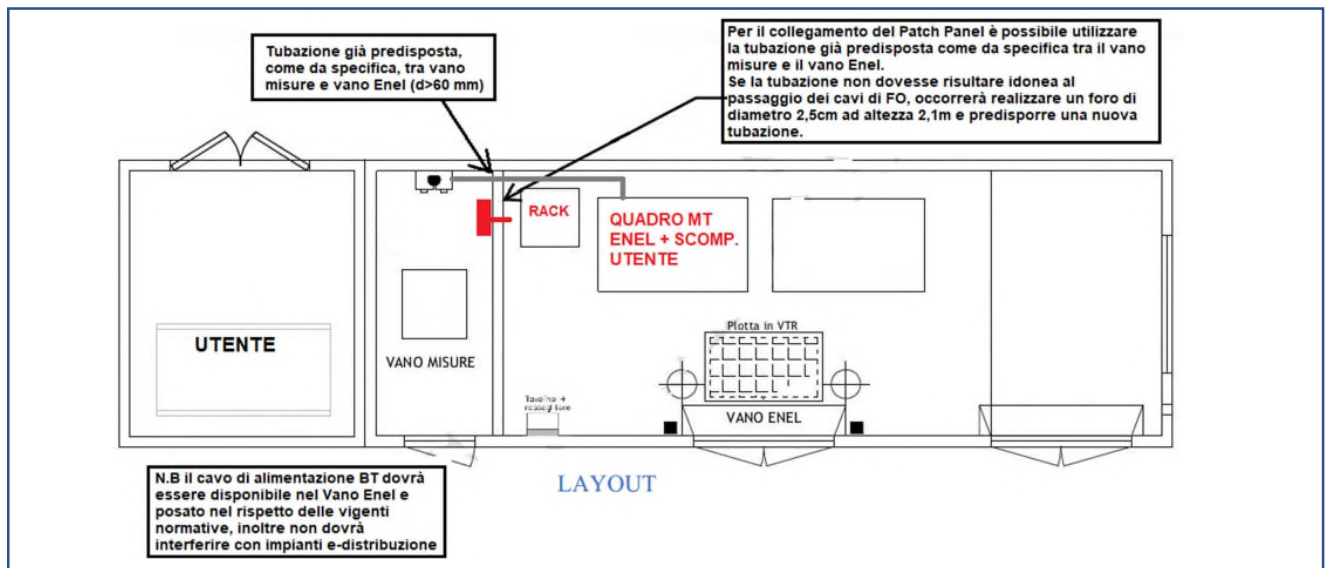 Tubazione già predisposta,
come da specifica, tra vano
misure e vano Enel (d>60 mm)
Per il collegamento del Patch Panel è possibile utilizzare
la tubazione già predisposta come da specifica tra il vano
misure e il vano Enel.
Se la tubazione non dovesse risultare idonea al
passaggio dei cavi di FO, occorrerà realizzare un foro di
diametro 2,5cm ad altezza 2,1m e predisporre una nuova
tubazione.
RACK
QUADRO MT
ENEL + SCOMP.
UTENTE
UTENTE
VANO MISURE
Plotta in VTR
VANO ENEL
N.B il cavo di alimentazione BT dovrà
essere disponibile nel Vano Enel e
posato nel rispetto delle vigenti
normative, inoltre non dovrà
interferire con impianti e-distribuzione
LAYOUT